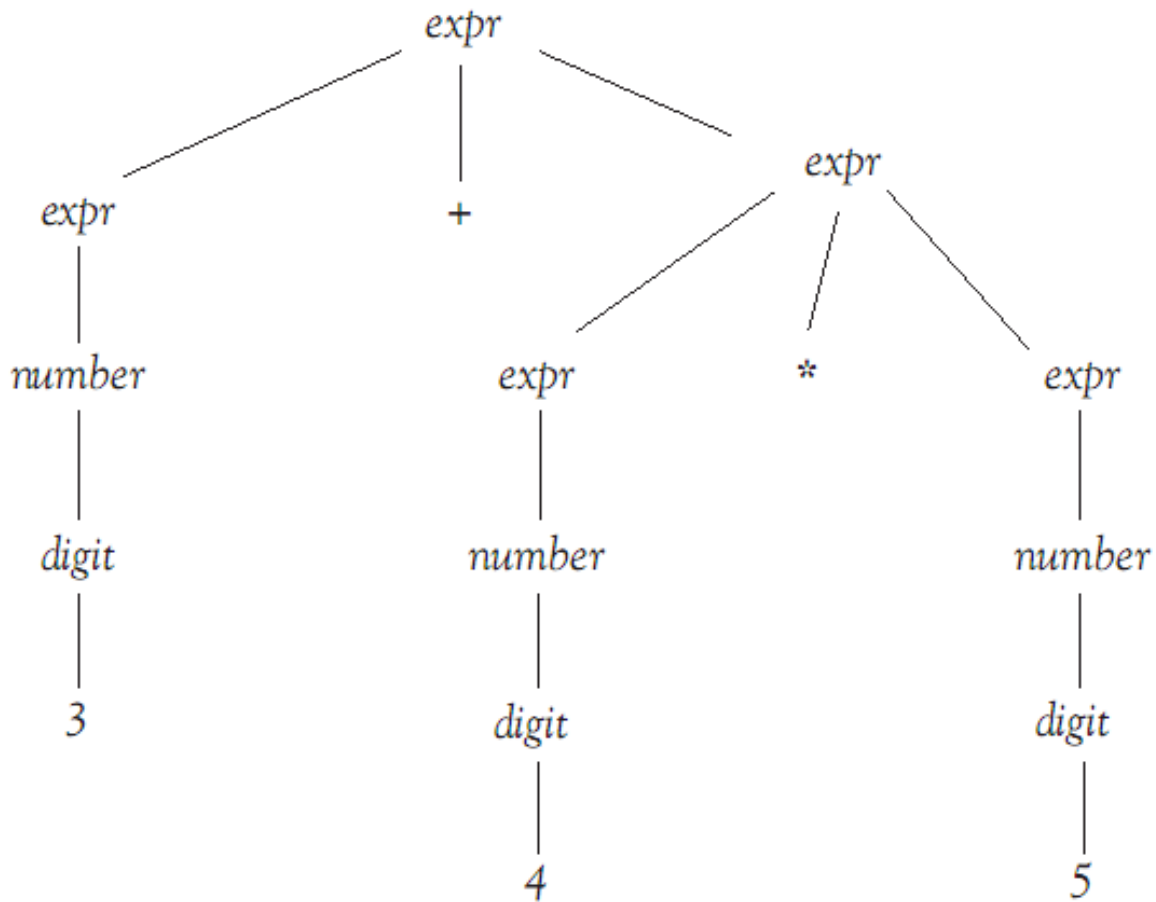 expr
expr
expr +
number expr * expr
digit number number
3 digit digit
4 5